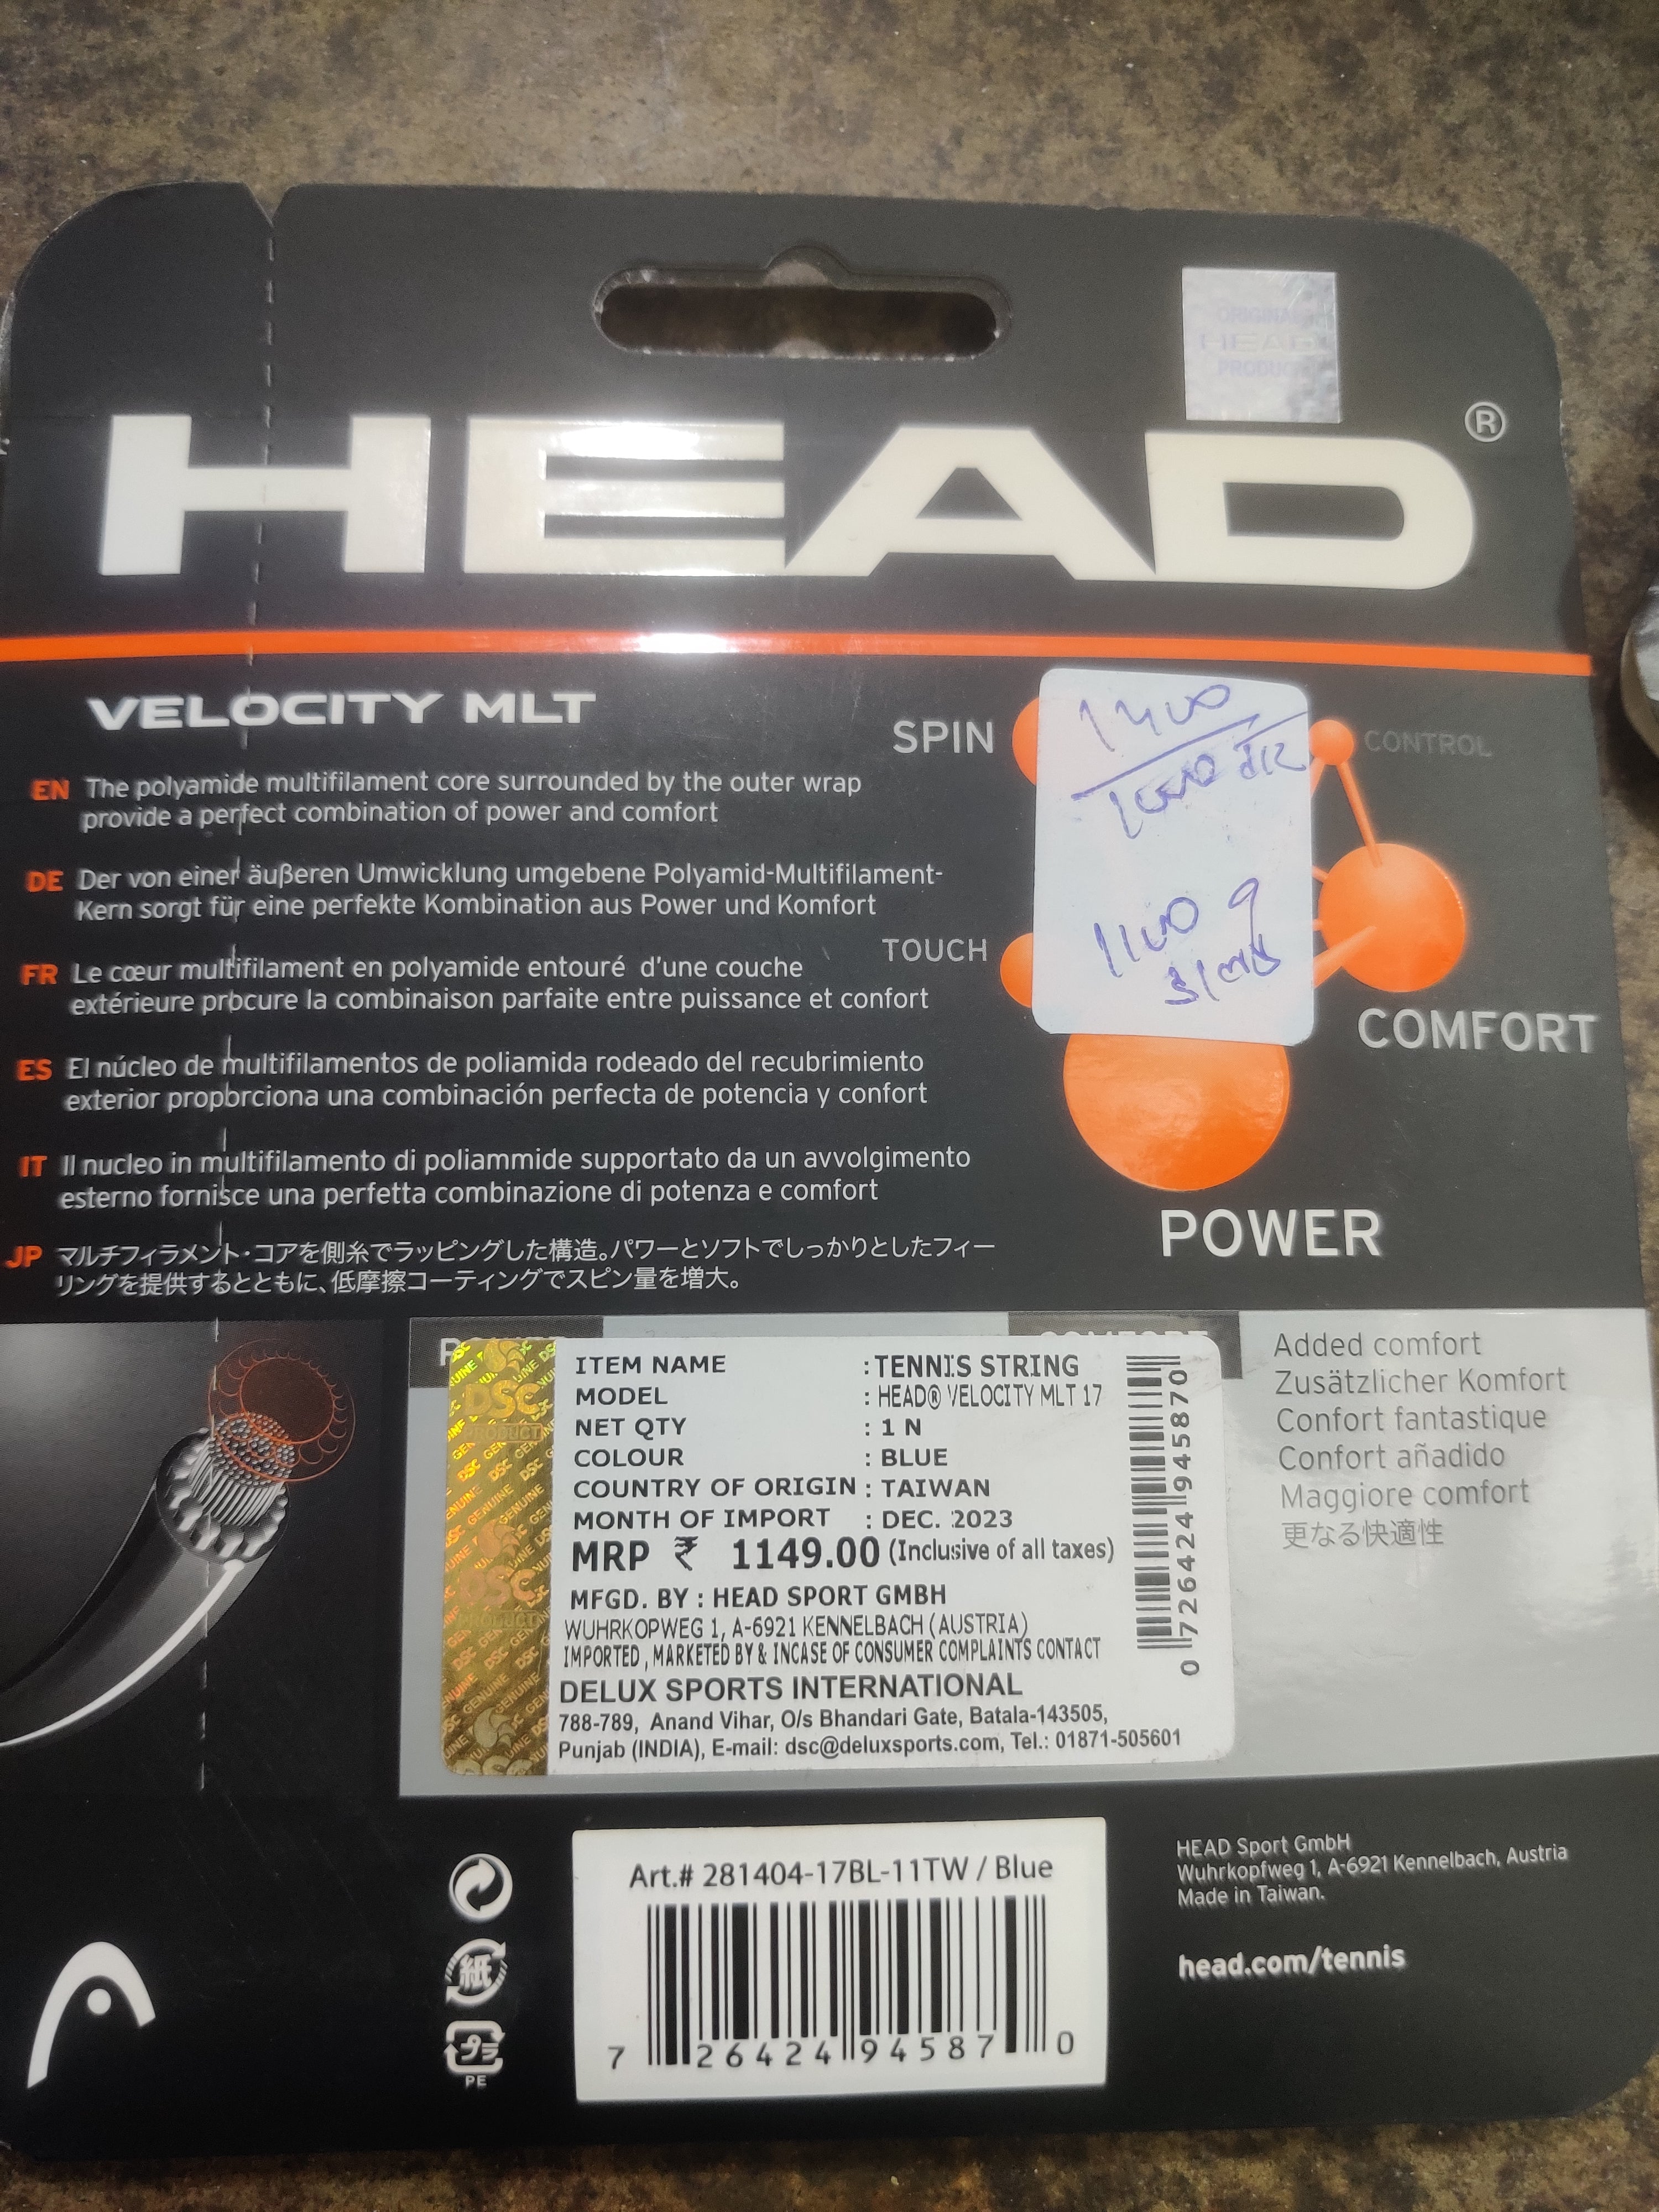 ORIGINAL
HEAD
PRODUCT
HEAD®
VELOCITY MLT
EN The polyamide multifilament core surrounded by the outer wrap
provide a perfect combination of power and comfort
DE Der von einer äußeren Umwicklung umgebene Polyamid-Multifilament-
Kern sorgt für eine perfekte Kombination aus Power und Komfort
FR Le cœur multifilament en polyamide entouré d'une couche
extérieure procure la combinaison parfaite entre puissance et confort
ES El núcleo de multifilamentos de poliamida rodeado del recubrimiento
exterior proporciona una combinación perfecta de potencia y confort
IT Il nucleo in multifilamento di poliammide supportato da un avvolgimento
esterno fornisce una perfetta combinazione di potenza e comfort
JP マルチフィラメント・コアを側糸でラッピングした構造。パワーとソフトでしっかりとしたフィー
リングを提供するとともに、低摩擦コーティングでスピン量を増大。
SPIN
CONTROL
TOUCH
COMFORT
POWER
1400
1100
DSC
PRODUCT
GENUINE
ITEM NAME : TENNIS STRING
MODEL : HEAD® VELOCITY MLT 17
NET QTY : 1 N
COLOUR : BLUE
COUNTRY OF ORIGIN : TAIWAN
MONTH OF IMPORT : DEC. 2023
MRP ₹ 1149.00 (Inclusive of all taxes)
MFGD. BY : HEAD SPORT GMBH
WUHRKOPWEG 1, A-6921 KENNELBACH (AUSTRIA)
IMPORTED, MARKETED BY & INCASE OF CONSUMER COMPLAINTS CONTACT
DELUX SPORTS INTERNATIONAL
788-789, Anand Vihar, O/s Bhandari Gate, Batala-143505,
Punjab (INDIA), E-mail: dsc@deluxsports.com, Tel.: 01871-505601
0 726424 945870
Added comfort
Zusätzlicher Komfort
Confort fantastique
Confort añadido
Maggiore comfort
更なる快適性
Art.# 281404-17BL-11TW / Blue
7 26424 94587 0
紙
プラ
PE
HEAD Sport GmbH
Wuhrkopfweg 1, A-6921 Kennelbach, Austria
Made in Taiwan.
head.com/tennis